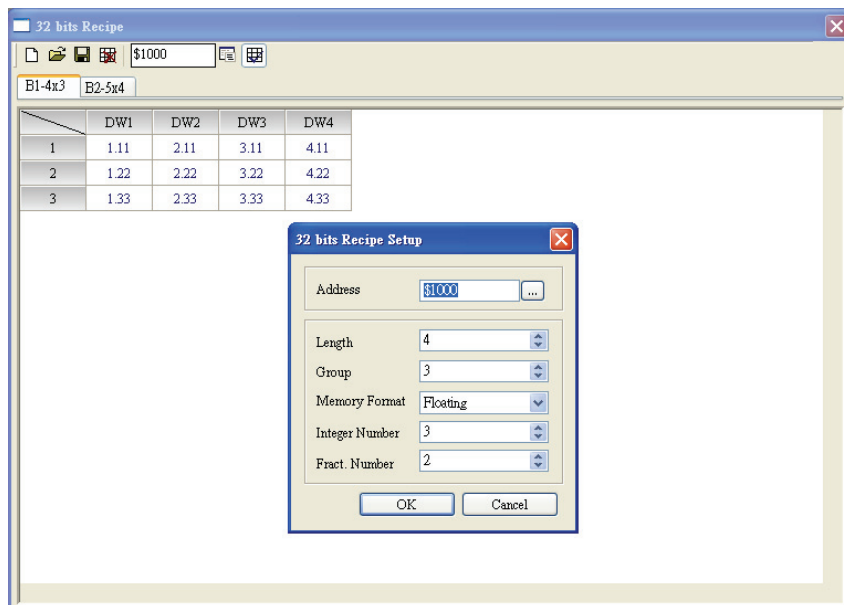 32 bits Recipe
$1000
B1-4x3 B2-5x4
DW1 DW2 DW3 DW4
1 1.11 2.11 3.11 4.11
2 1.22 2.22 3.22 4.22
3 1.33 2.33 3.33 4.33
32 bits Recipe Setup
Address $1000 ...
Length 4
Group 3
Memory Format Floating
Integer Number 3
Fract. Number 2
OK Cancel